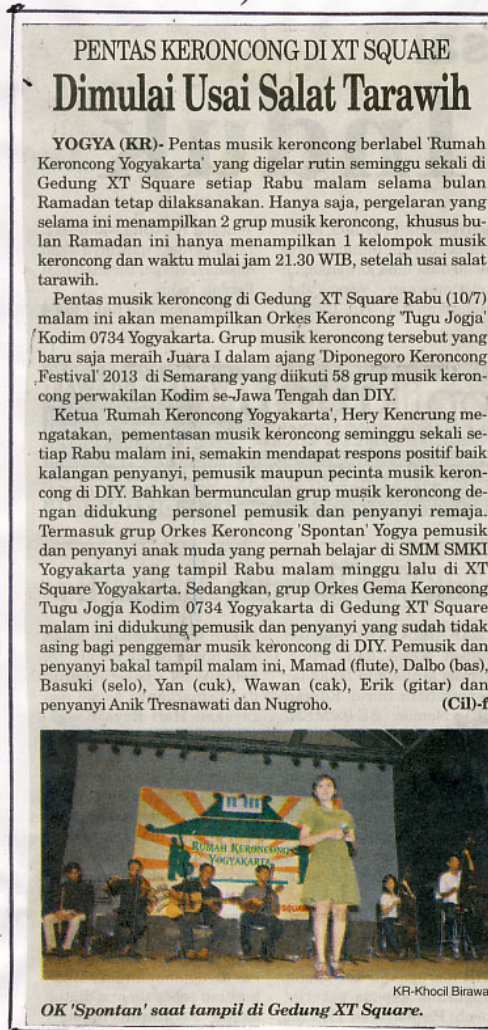 PENTAS KERONCONG DI XT SQUARE
Dimulai Usai Salat Tarawih
YOGYA (KR)- Pentas musik keroncong berlabel 'Rumah
Keroncong Yogyakarta' yang digelar rutin seminggu sekali di
Gedung XT Square setiap Rabu malam selama bulan
Ramadan tetap dilaksanakan. Hanya saja, pergelaran yang
selama ini menampilkan 2 grup musik keroncong, khusus bu-
lan Ramadan ini hanya menampilkan 1 kelompok musik
keroncong dan waktu mulai jam 21.30 WIB, setelah usai salat
tarawih.
Pentas musik keroncong di Gedung XT Square Rabu (10/7)
malam ini akan menampilkan Orkes Keroncong 'Tugu Jogja'
Kodim 0734 Yogyakarta. Grup musik keroncong tersebut yang
baru saja meraih Juara I dalam ajang 'Diponegoro Keroncong
Festival' 2013 di Semarang yang diikuti 58 grup musik keron-
cong perwakilan Kodim se-Jawa Tengah dan DIY.
Ketua 'Rumah Keroncong Yogyakarta', Hery Kencrung me-
ngatakan, pementasan musik keroncong seminggu sekali se-
tiap Rabu malam ini, semakin mendapat respons positif baik
kalangan penyanyi, pemusik maupun pecinta musik keron-
cong di DIY. Bahkan bermunculan grup musik keroncong de-
ngan didukung personel pemusik dan penyanyi remaja.
Termasuk grup Orkes Keroncong 'Spontan' Yogya pemusik
dan penyanyi anak muda yang pernah belajar di SMM SMKI
Yogyakarta yang tampil Rabu malam minggu lalu di XT
Square Yogyakarta. Sedangkan, grup Orkes Gema Keroncong
Tugu Jogja Kodim 0734 Yogyakarta di Gedung XT Square
malam ini didukung pemusik dan penyanyi yang sudah tidak
asing bagi penggemar musik keroncong di DIY. Pemusik dan
penyanyi bakal tampil malam ini, Mamad (flute), Dalbo (bas),
Basuki (selo), Yan (cuk), Wawan (cak), Erik (gitar) dan
penyanyi Anik Tresnawati dan Nugroho. (Cil)-f
RUMAH KERONCONG
YOGYAKARTA
KR-Khocil Birawa
OK 'Spontan' saat tampil di Gedung XT Square.